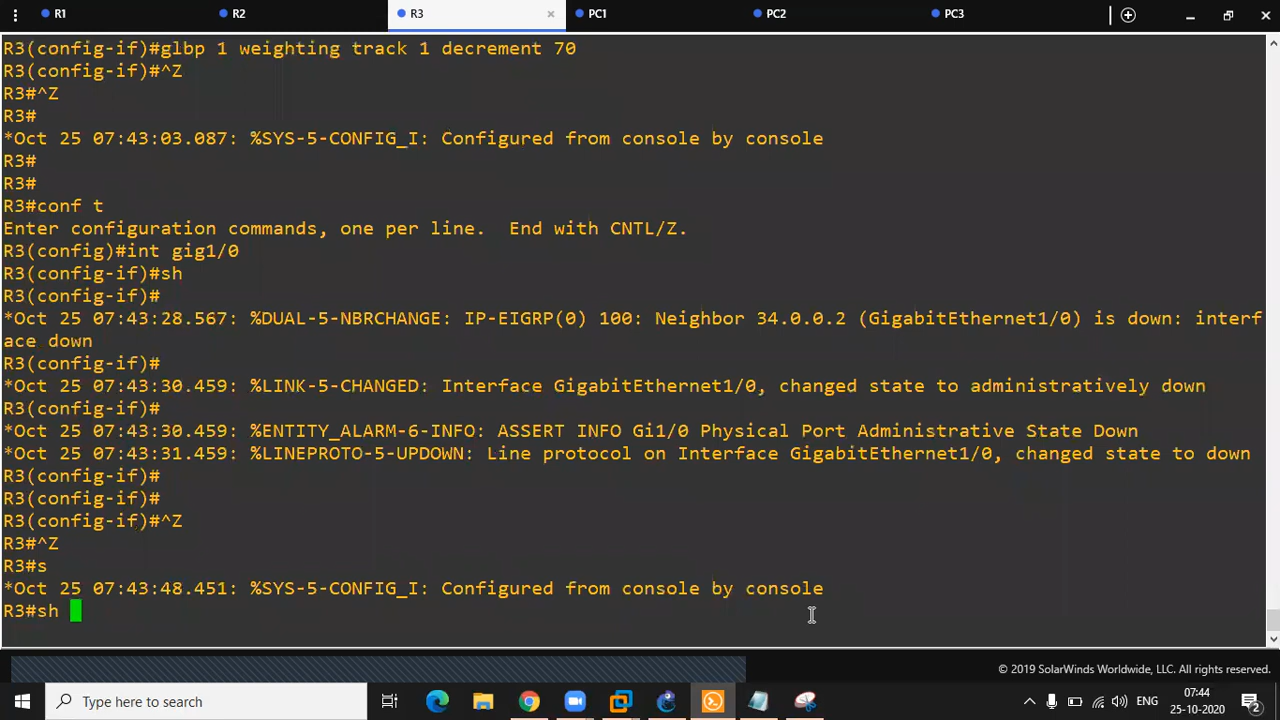 R1
R2
R3
PC1
PC2
PC3
R3(config-if)#glbp 1 weighting track 1 decrement 70
R3(config-if)#^Z
R3#^Z
R3#
*Oct 25 07:43:03.087: %SYS-5-CONFIG_I: Configured from console by console
R3#
R3#
R3#conf t
Enter configuration commands, one per line.  End with CNTL/Z.
R3(config)#int gig1/0
R3(config-if)#sh
R3(config-if)#
*Oct 25 07:43:28.567: %DUAL-5-NBRCHANGE: IP-EIGRP(0) 100: Neighbor 34.0.0.2 (GigabitEthernet1/0) is down: interf
ace down
R3(config-if)#
*Oct 25 07:43:30.459: %LINK-5-CHANGED: Interface GigabitEthernet1/0, changed state to administratively down
R3(config-if)#
*Oct 25 07:43:30.459: %ENTITY_ALARM-6-INFO: ASSERT INFO Gi1/0 Physical Port Administrative State Down
*Oct 25 07:43:31.459: %LINEPROTO-5-UPDOWN: Line protocol on Interface GigabitEthernet1/0, changed state to down
R3(config-if)#
R3(config-if)#
R3(config-if)#^Z
R3#^Z
R3#s
*Oct 25 07:43:48.451: %SYS-5-CONFIG_I: Configured from console by console
R3#sh
© 2019 SolarWinds Worldwide, LLC. All rights reserved.
Type here to search
ENG
07:44
25-10-2020
2